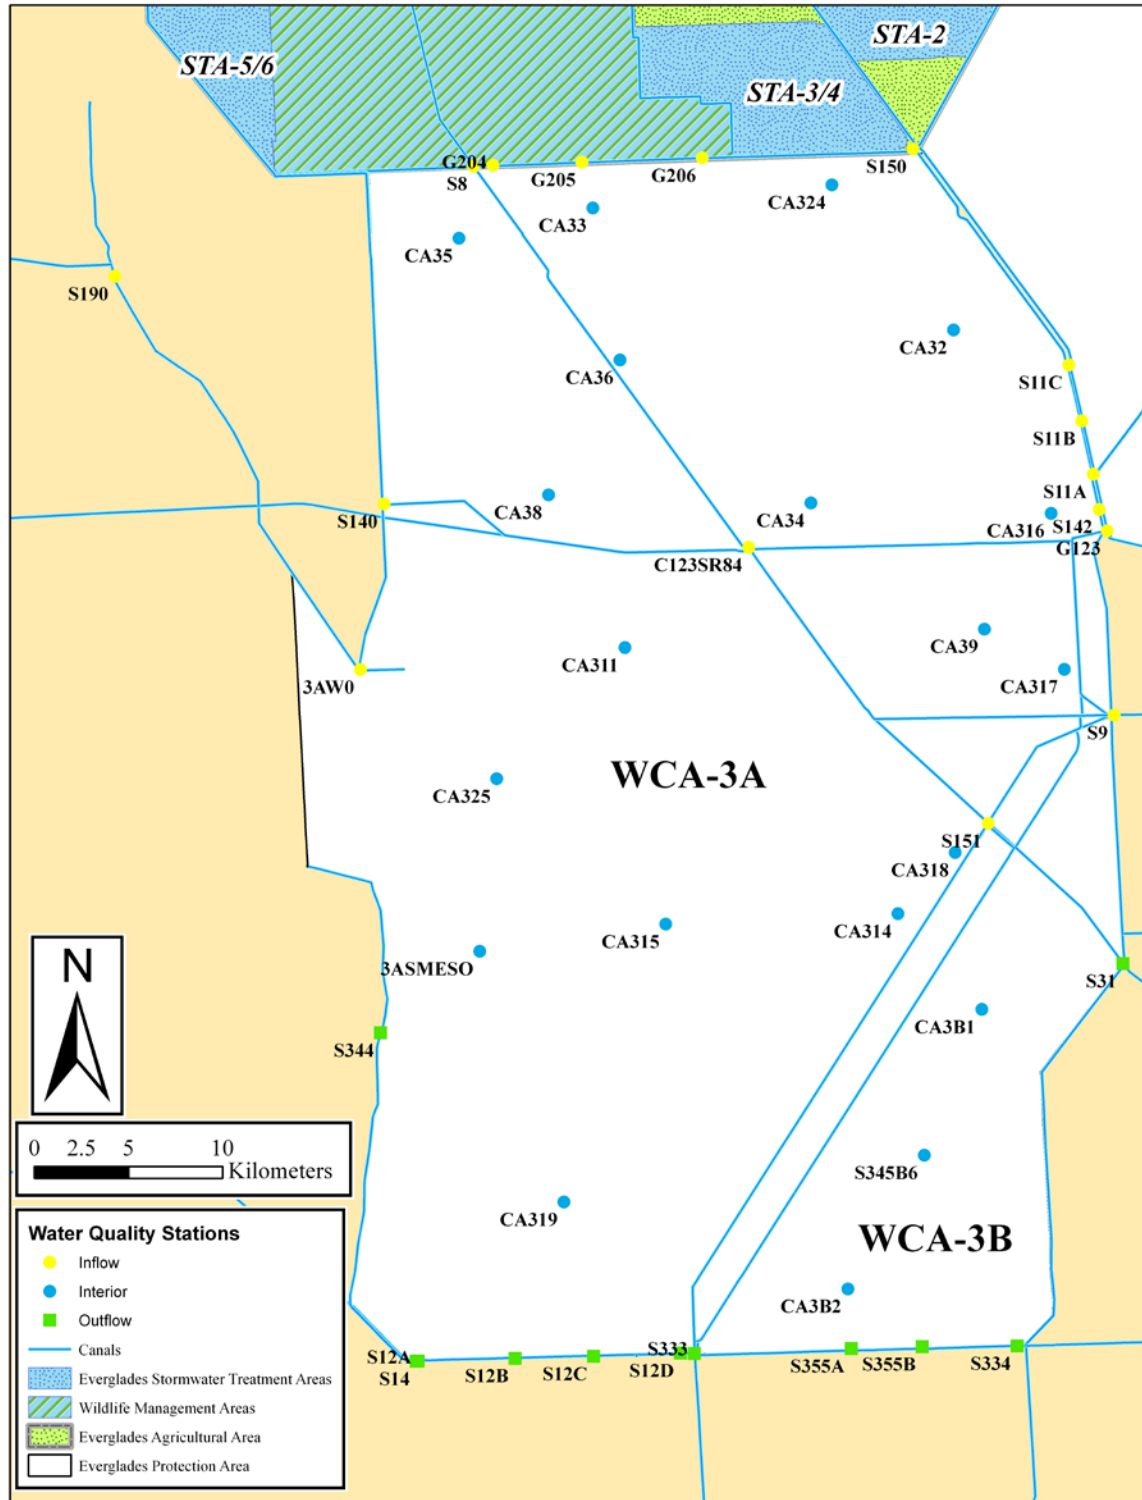 STA-2
STA-5/6
STA-3/4
G204
S8
G205
G206
S150
CA324
CA33
CA35
S190
CA32
CA36
S11C
S11B
S11A
CA38
S140
CA34
CA316
S142
G123
C123SR84
CA39
CA311
CA317
3AW0
S9
WCA-3A
CA325
S151
CA318
CA314
CA315
3ASMESO
S31
CA3B1
S344
N
0 2.5 5 10
Kilometers
S345B6
CA319
WCA-3B
CA3B2
Water Quality Stations
Inflow
Interior
Outflow
Canals
Everglades Stormwater Treatment Areas
Wildlife Management Areas
Everglades Agricultural Area
Everglades Protection Area
S12A
S14
S12B
S12C
S12D
S333
S355A
S355B
S334